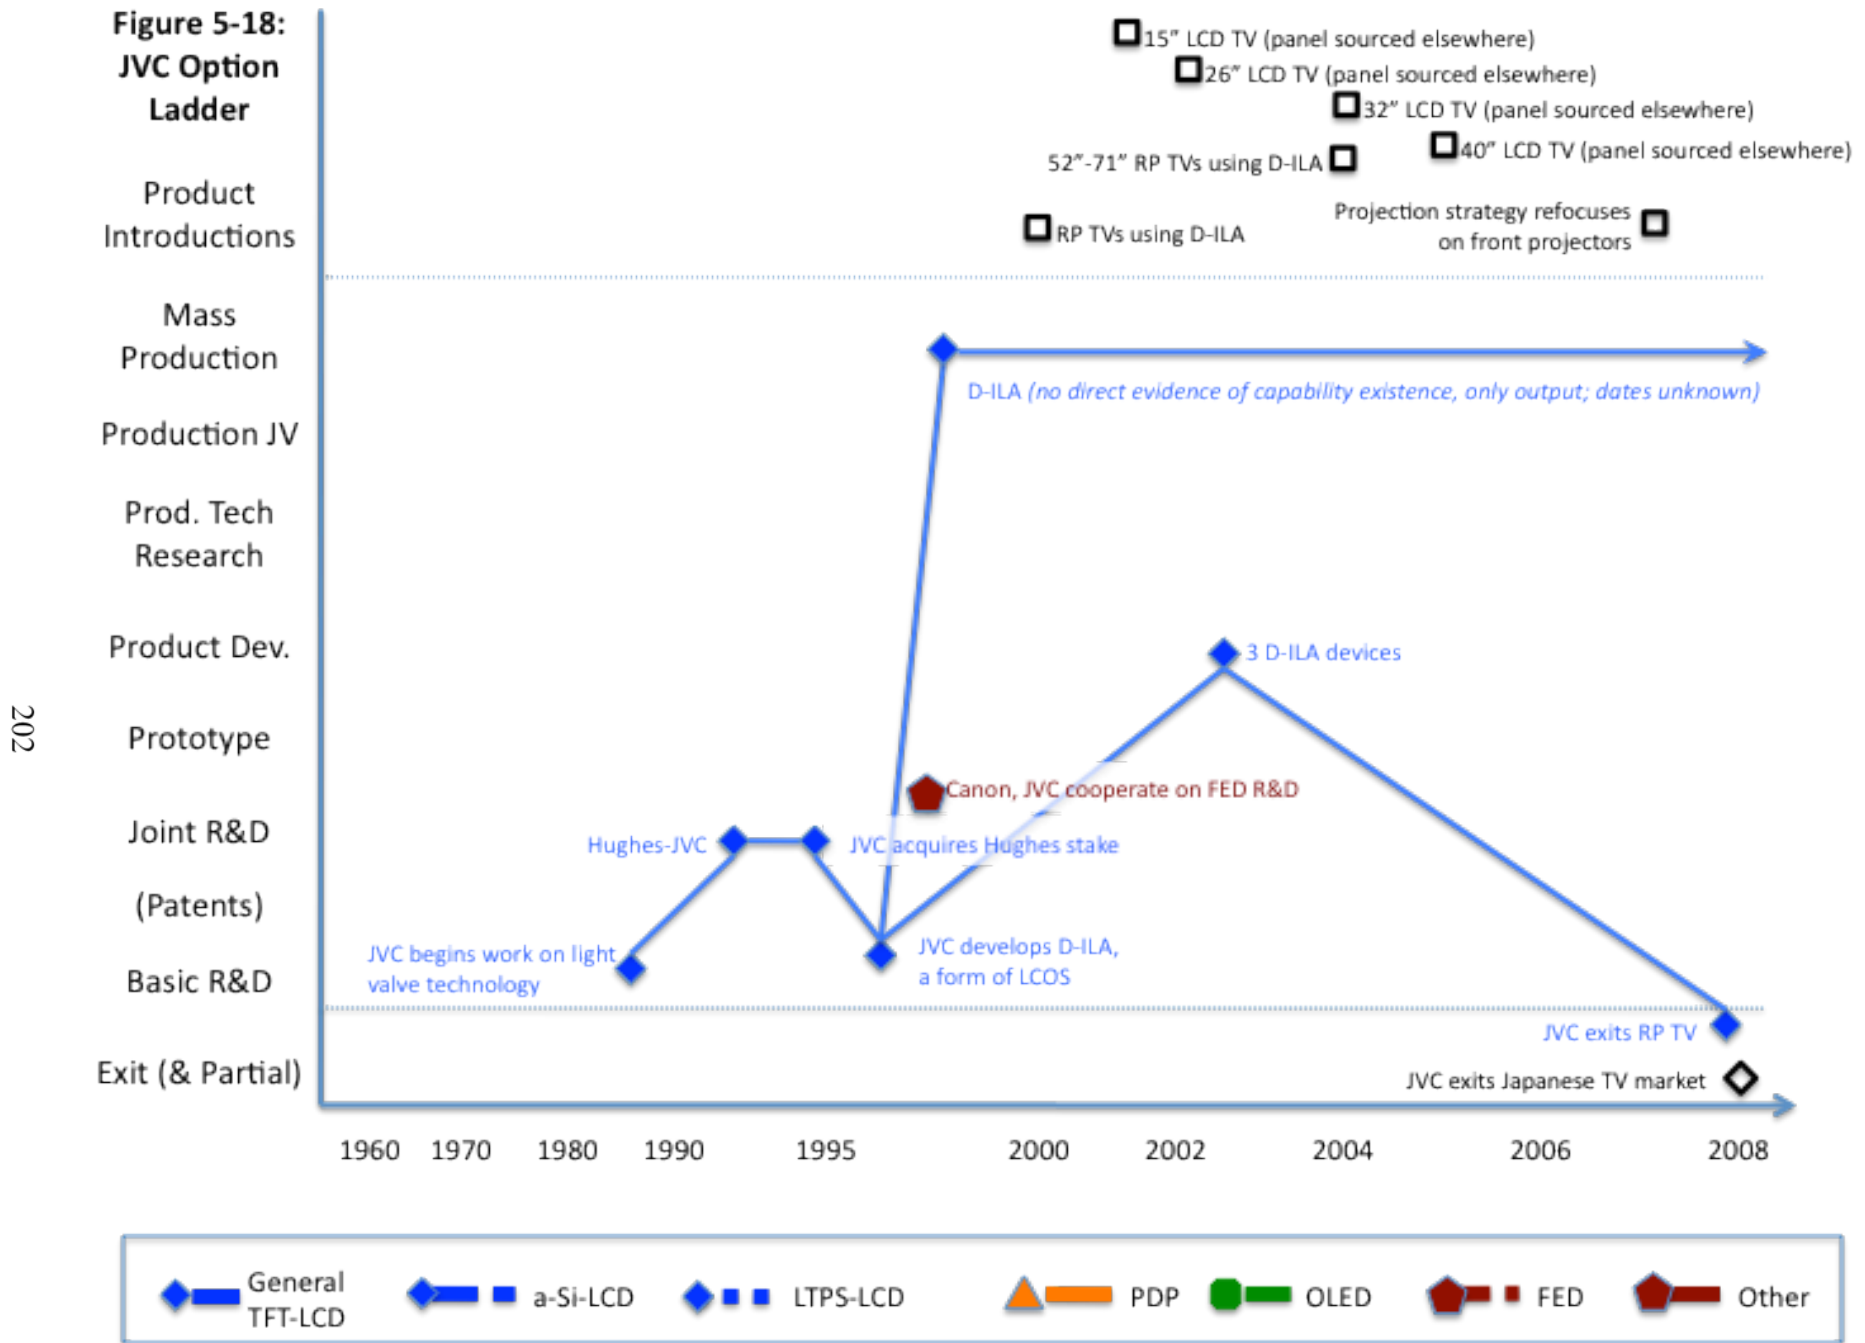 Figure 5-18:
JVC Option
Ladder
15” LCD TV (panel sourced elsewhere)
26” LCD TV (panel sourced elsewhere)
32” LCD TV (panel sourced elsewhere)
40” LCD TV (panel sourced elsewhere)
52”-71” RP TVs using D-ILA
Product
Introductions
Projection strategy refocuses
on front projectors
RP TVs using D-ILA
Mass
Production
D-ILA (no direct evidence of capability existence, only output; dates unknown)
Production JV
Prod. Tech
Research
Product Dev.
3 D-ILA devices
202
Prototype
Canon, JVC cooperate on FED R&D
Joint R&D
Hughes-JVC
JVC acquires Hughes stake
(Patents)
JVC begins work on light
valve technology
JVC develops D-ILA,
a form of LCOS
Basic R&D
JVC exits RP TV
Exit (& Partial)
JVC exits Japanese TV market
1960 1970 1980 1990 1995 2000 2002 2004 2006 2008
General
TFT-LCD
a-Si-LCD
LTPS-LCD
PDP
OLED
FED
Other